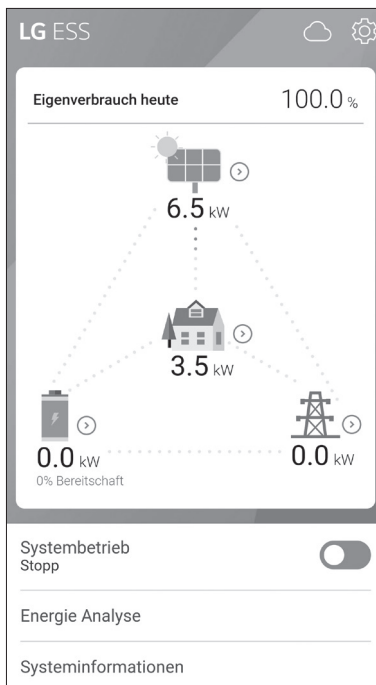 LG ESS
Eigenverbrauch heute 100.0 %
6.5 kW
3.5 kW
0.0 kW
0% Bereitschaft
0.0 kW
Systembetrieb
Stopp
Energie Analyse
Systeminformationen